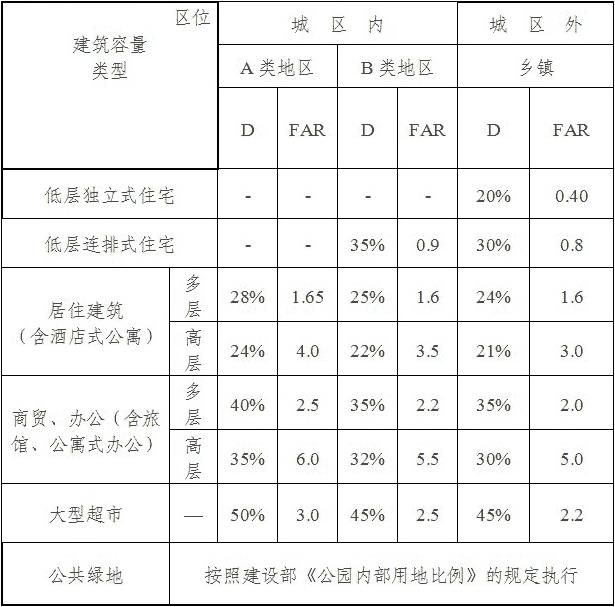 区位
建筑容量
类型
城 区 内
城 区 外
A 类地区
B 类地区
乡镇
D
FAR
D
FAR
D
FAR
低层独立式住宅
-
-
-
-
20%
0.40
低层连排式住宅
-
-
35%
0.9
30%
0.8
居住建筑
（含酒店式公寓）
多
层
28%
1.65
25%
1.6
24%
1.6
高
层
24%
4.0
22%
3.5
21%
3.0
商贸、办公（含旅
馆、公寓式办公）
多
层
40%
2.5
35%
2.2
35%
2.0
高
层
35%
6.0
32%
5.5
30%
5.0
大型超市
—
50%
3.0
45%
2.5
45%
2.2
公共绿地
按照建设部《公园内部用地比例》的规定执行